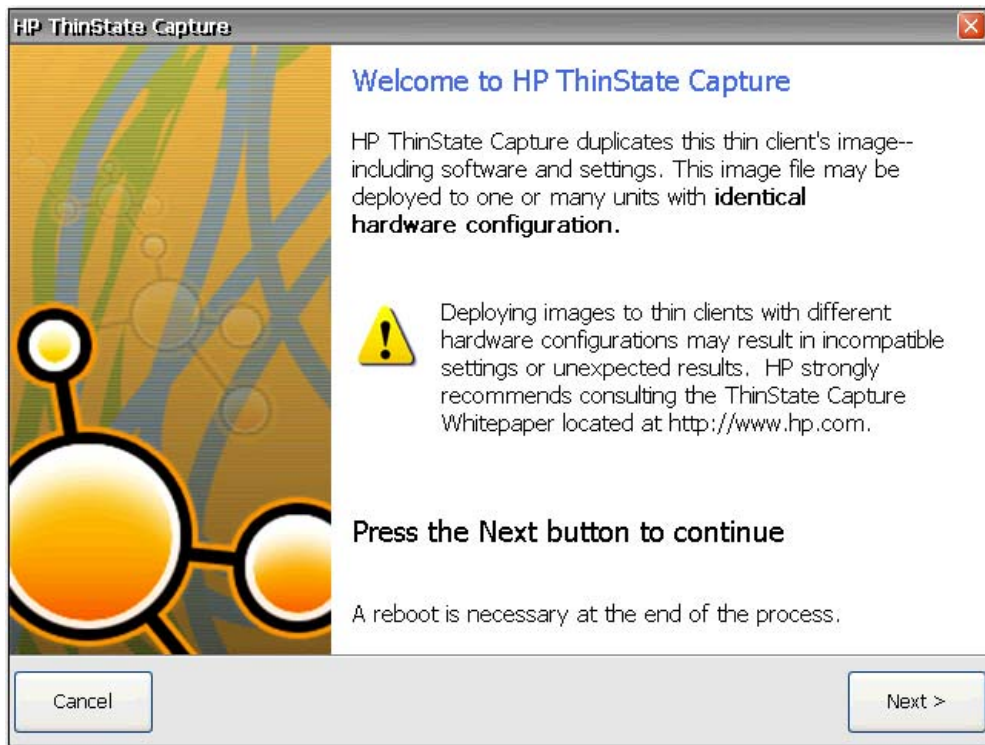 HP ThinState Capture
Welcome to HP ThinState Capture
HP ThinState Capture duplicates this thin client's image--
including software and settings. This image file may be
deployed to one or many units with identical
hardware configuration.
Deploying images to thin clients with different
hardware configurations may result in incompatible
settings or unexpected results. HP strongly
recommends consulting the ThinState Capture
Whitepaper located at http://www.hp.com.
Press the Next button to continue
A reboot is necessary at the end of the process.
Cancel
Next >